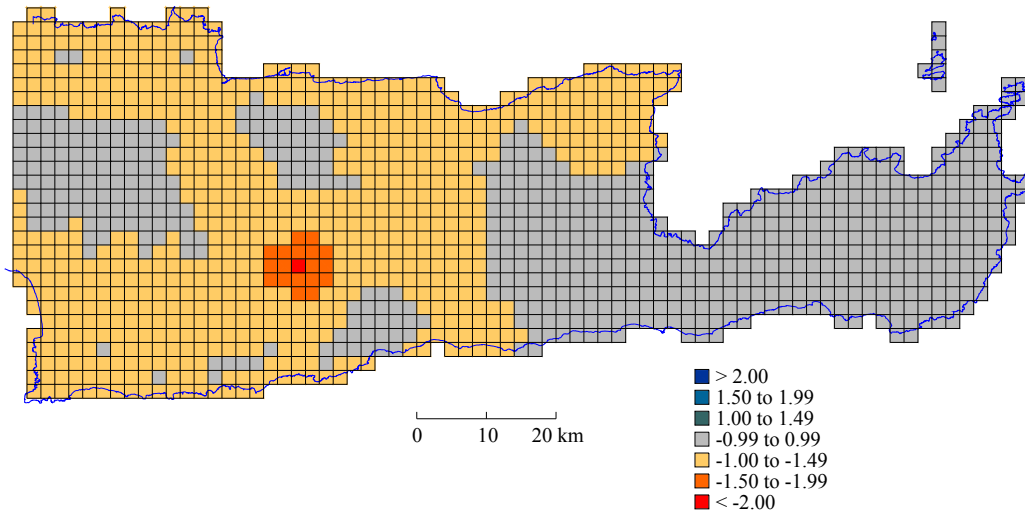 > 2.00
1.50 to 1.99
1.00 to 1.49
-0.99 to 0.99
-1.00 to -1.49
-1.50 to -1.99
< -2.00
0 10 20 km